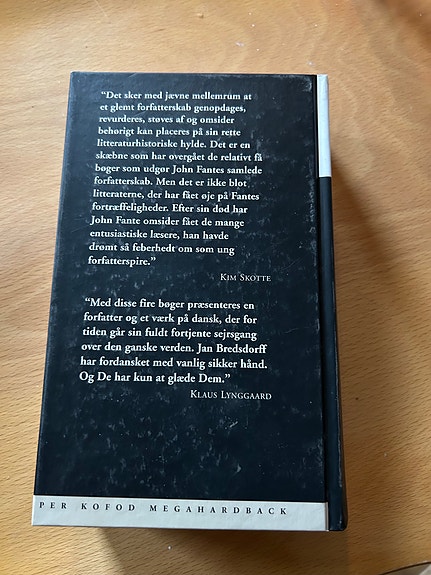 “Det sker med jævne mellemrum at
et glemt forfatterskab genopdages,
revurderes, støves af og omsider
behørigt kan placeres på sin rette
litteraturhistoriske hylde. Det er en
skæbne som har overgået de relativt få
bøger som udgør John Fantes samlede
forfatterskab. Men det er ikke blot
litteraterne, der har fået øje på Fantes
fortræffeligheder. Efter sin død har
John Fante omsider fået de mange
entusiastiske læsere, han havde
drømt så feberhedt om som ung
forfatterspire.”
KIM SKOTTE
“Med disse fire bøger præsenteres en
forfatter og et værk på dansk, der for
tiden går sin fuldt fortjente sejrsgang
over den ganske verden. Jan Bredsdorff
har fordansket med vanlig sikker hånd.
Og De har kun at glæde Dem.”
KLAUS LYNGGAARD
PER KOFOD MEGAHARDBACK